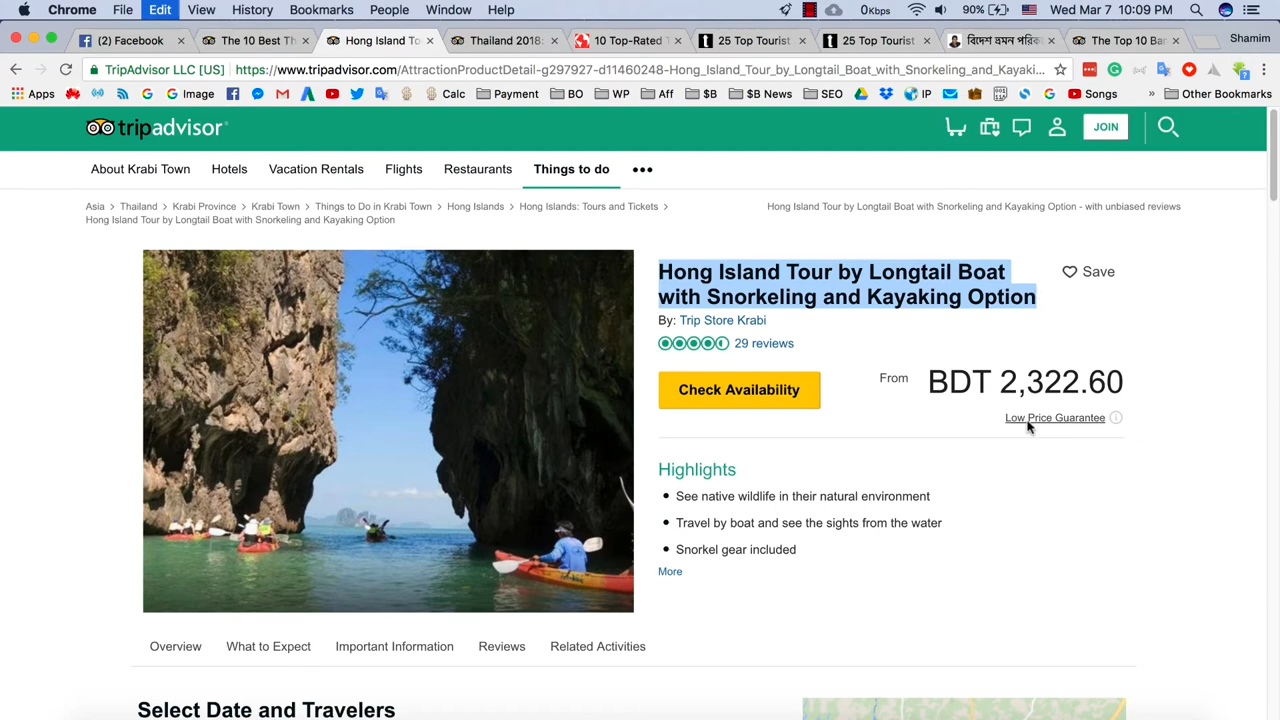 Chrome File Edit View History Bookmarks People Window Help 0Kbps 90% Wed Mar 7 10:09 PM
(2) Facebook The 10 Best Th Hong Island To Thailand 2018: 10 Top-Rated T 25 Top Tourist 25 Top Tourist বিদেশ ভ্রমণ পরিক The Top 10 Ba Shamim
TripAdvisor LLC [US] https://www.tripadvisor.com/AttractionProductDetail-g297927-d11460248-Hong_Island_Tour_by_Longtail_Boat_with_Snorkeling_and_Kayaki...
Apps Image Calc Payment BO WP Aff $B $B News SEO IP Songs » Other Bookmarks
tripadvisor JOIN
About Krabi Town Hotels Vacation Rentals Flights Restaurants Things to do •••
Asia > Thailand > Krabi Province > Krabi Town > Things to Do in Krabi Town > Hong Islands > Hong Islands: Tours and Tickets > Hong Island Tour by Longtail Boat with Snorkeling and Kayaking Option - with unbiased reviews
Hong Island Tour by Longtail Boat with Snorkeling and Kayaking Option
Hong Island Tour by Longtail Boat
with Snorkeling and Kayaking Option
Save
By: Trip Store Krabi
29 reviews
Check Availability
From BDT 2,322.60
Low Price Guarantee
Highlights
• See native wildlife in their natural environment
• Travel by boat and see the sights from the water
• Snorkel gear included
More
Overview What to Expect Important Information Reviews Related Activities
Select Date and Travelers